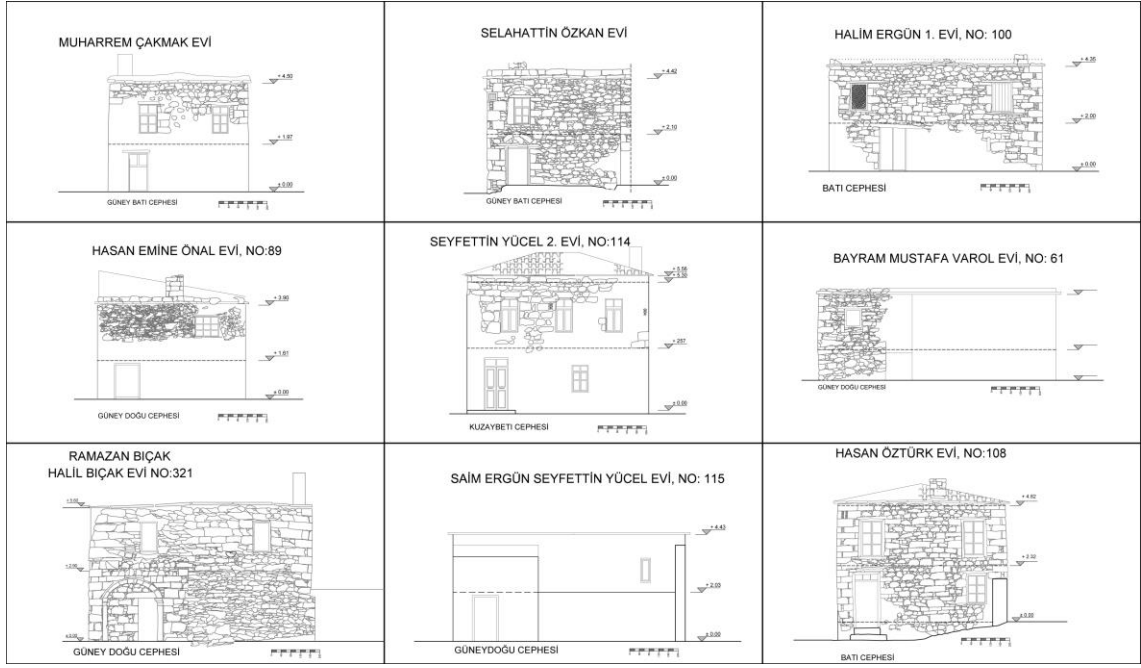 MUHARREM ÇAKMAK EVİ
+ 4.50
+ 1.97
± 0.00
GÜNEY BATI CEPHESİ
SELAHATTİN ÖZKAN EVİ
+ 4.42
+ 2.10
± 0.00
GÜNEY BATI CEPHESİ
HALİM ERGÜN 1. EVİ, NO: 100
+ 4.35
+ 2.00
± 0.00
BATI CEPHESİ
HASAN EMİNE ÖNAL EVİ, NO:89
+ 3.90
+ 1.61
± 0.00
GÜNEY DOĞU CEPHESİ
SEYFETTİN YÜCEL 2. EVİ, NO:114
+ 5.30
+ 257
± 0.00
KUZAYBETI CEPHESİ
BAYRAM MUSTAFA VAROL EVİ, NO: 61
GÜNEY DOĞU CEPHESİ
RAMAZAN BIÇAK
HALİL BIÇAK EVİ NO:321
GÜNEY DOĞU CEPHESİ
SAİM ERGÜN SEYFETTİN YÜCEL EVİ, NO: 115
+ 4.43
+ 2.03
± 0.00
GÜNEYDOĞU CEPHESİ
HASAN ÖZTÜRK EVİ, NO:108
+ 2.32
± 0.00
BATI CEPHESİ